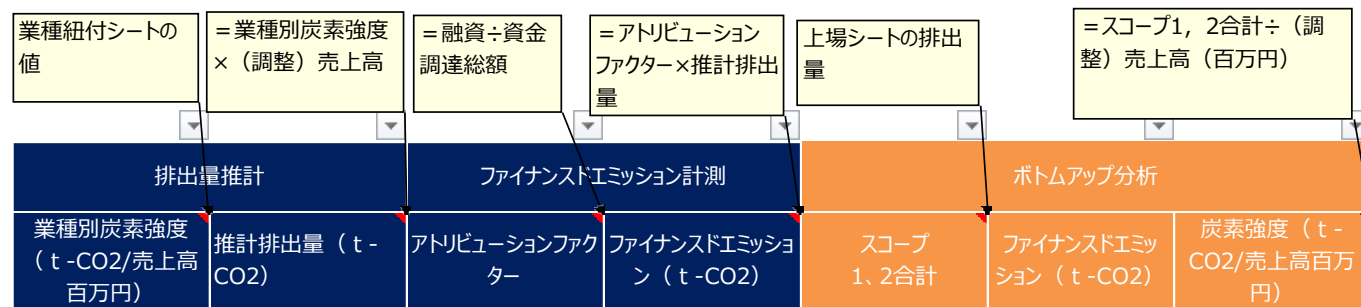 業種紐付シートの
値
＝業種別炭素強度
×（調整）売上高
＝融資÷資金
調達総額
＝アトリビューション
ファクター×推計排出
量
上場シートの排出
量
＝スコープ1，2合計÷（調
整）売上高（百万円）
排出量推計
ファイナンスドエミッション計測
ボトムアップ分析
業種別炭素強度
（ｔ-CO2/売上高
百万円）
推計排出量（ｔ-
CO2）
アトリビューションファク
ター
ファイナンスドエミッショ
ン（ｔ-CO2）
スコープ
1、2合計
ファイナンスドエミッ
ション（ｔ-CO2）
炭素強度（ｔ-
CO2/売上高百万
円）